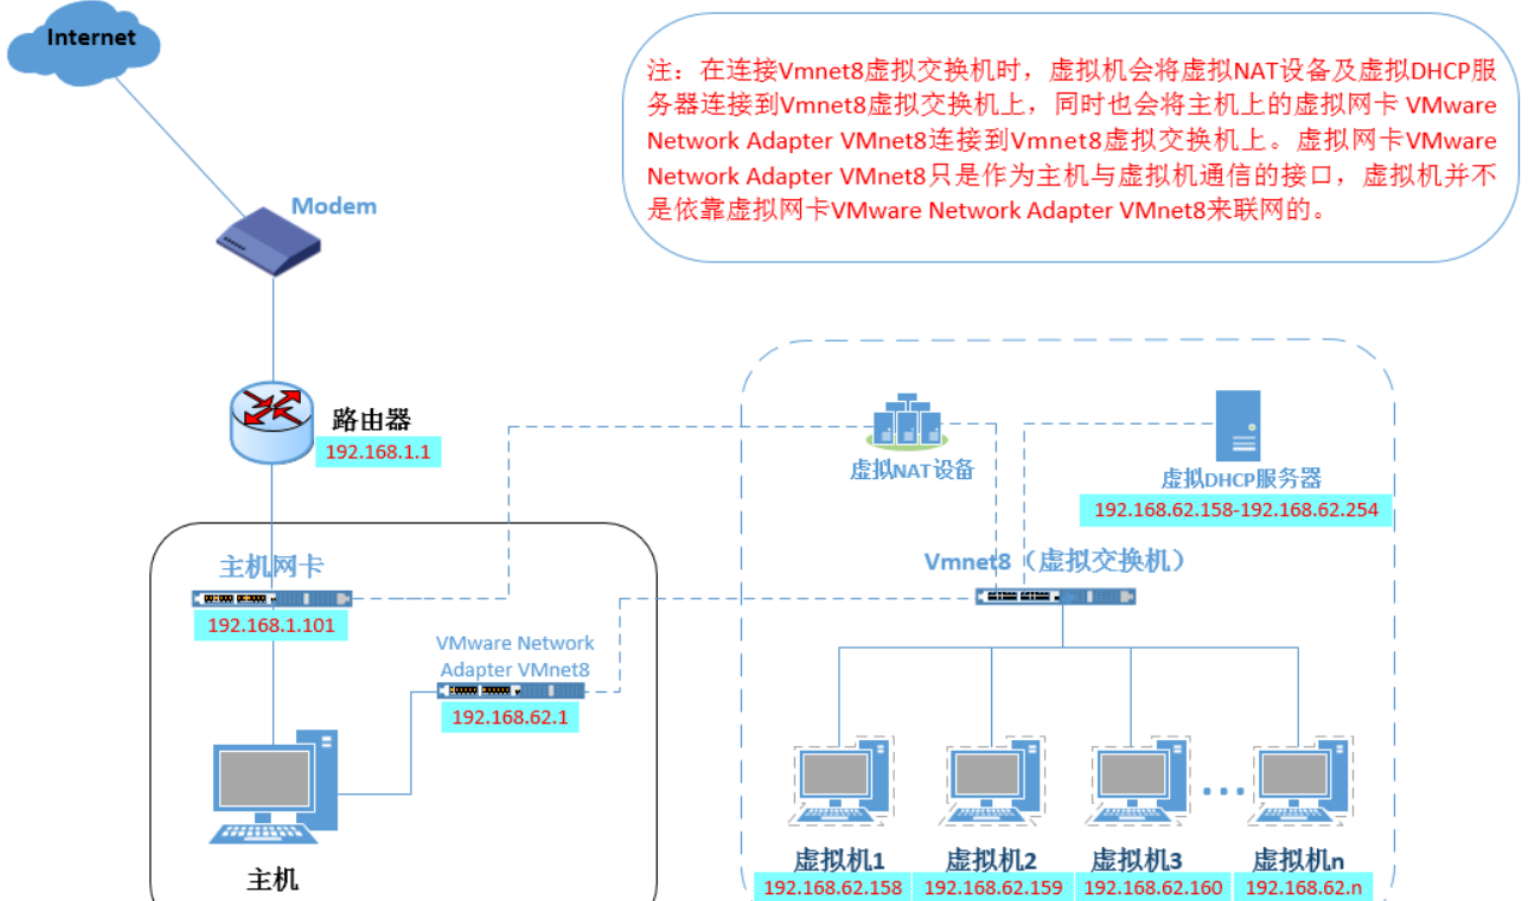 Internet
注：在连接Vmnet8虚拟交换机时，虚拟机会将虚拟NAT设备及虚拟DHCP服
务器连接到Vmnet8虚拟交换机上，同时也会将主机上的虚拟网卡 VMware
Network Adapter VMnet8连接到Vmnet8虚拟交换机上。虚拟网卡VMware
Network Adapter VMnet8只是作为主机与虚拟机通信的接口，虚拟机并不
是依靠虚拟网卡VMware Network Adapter VMnet8来联网的。
Modem
路由器
192.168.1.1
虚拟NAT设备
虚拟DHCP服务器
192.168.62.158-192.168.62.254
主机网卡
192.168.1.101
Vmnet8（虚拟交换机）
VMware Network
Adapter VMnet8
192.168.62.1
主机
虚拟机1
192.168.62.158
虚拟机2
192.168.62.159
虚拟机3
192.168.62.160
虚拟机n
192.168.62.n